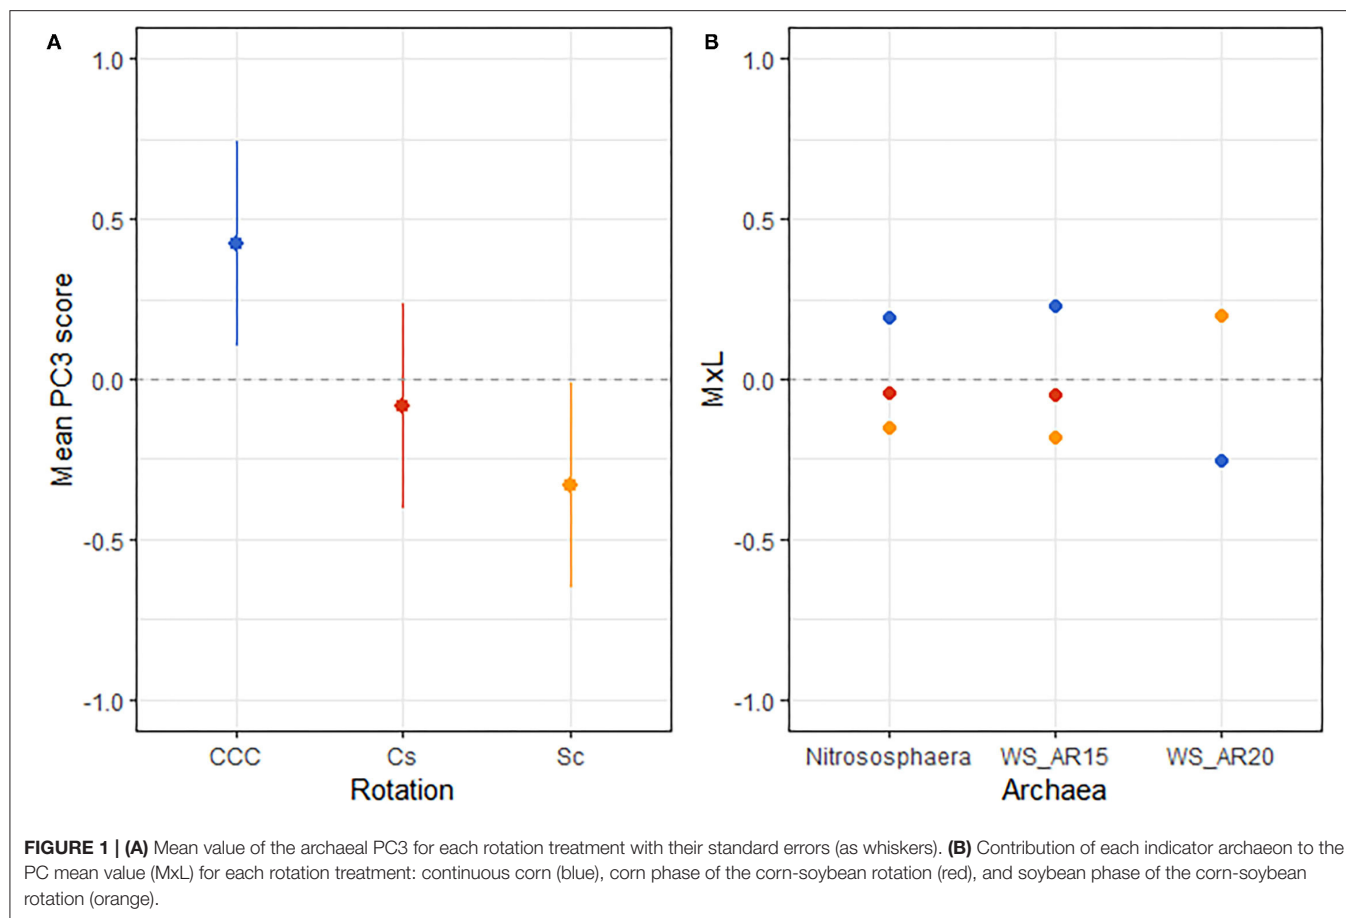 A
1.0
0.5
0.0
-0.5
-1.0
Mean PC3 score
CCC Cs Sc
Rotation
B
1.0
0.5
0.0
-0.5
-1.0
MxL
Nitrososphaera WS_AR15 WS_AR20
Archaea
FIGURE 1 | (A) Mean value of the archaeal PC3 for each rotation treatment with their standard errors (as whiskers). (B) Contribution of each indicator archaeon to the
PC mean value (MxL) for each rotation treatment: continuous corn (blue), corn phase of the corn-soybean rotation (red), and soybean phase of the corn-soybean
rotation (orange).